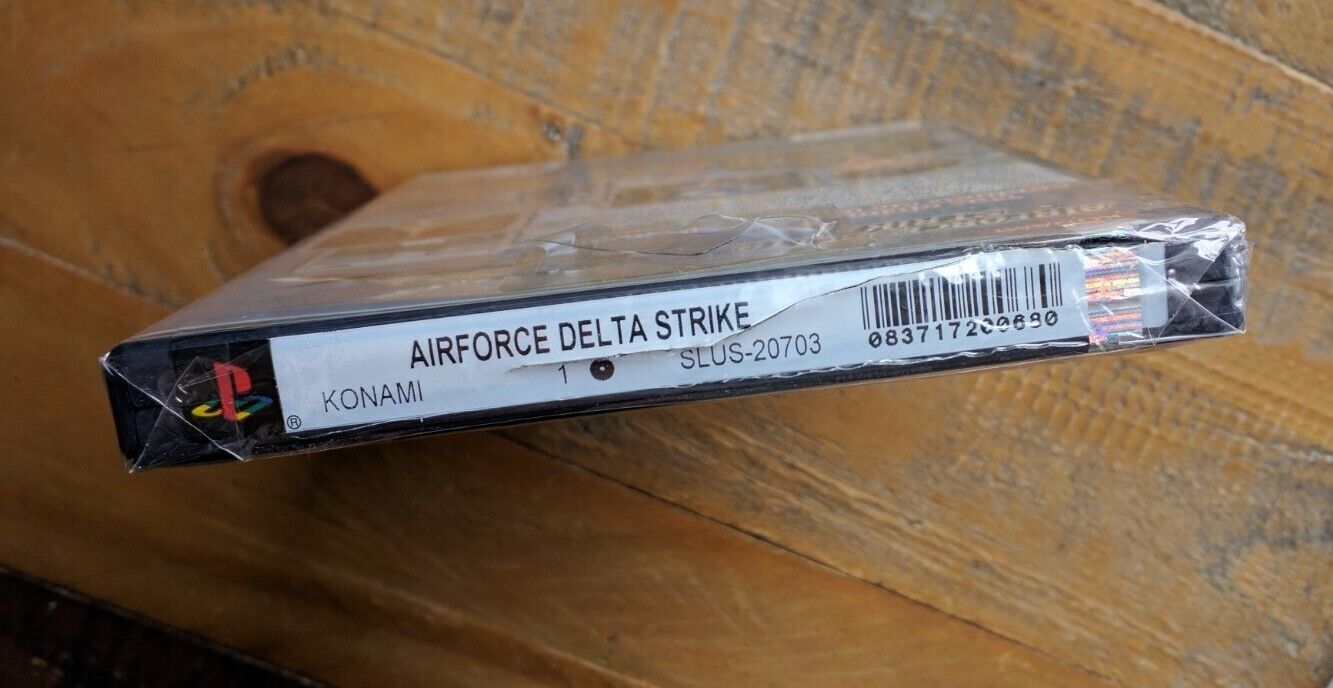 AIRFORCE DELTA STRIKE
KONAMI 1 SLUS-20703
083717200680
®